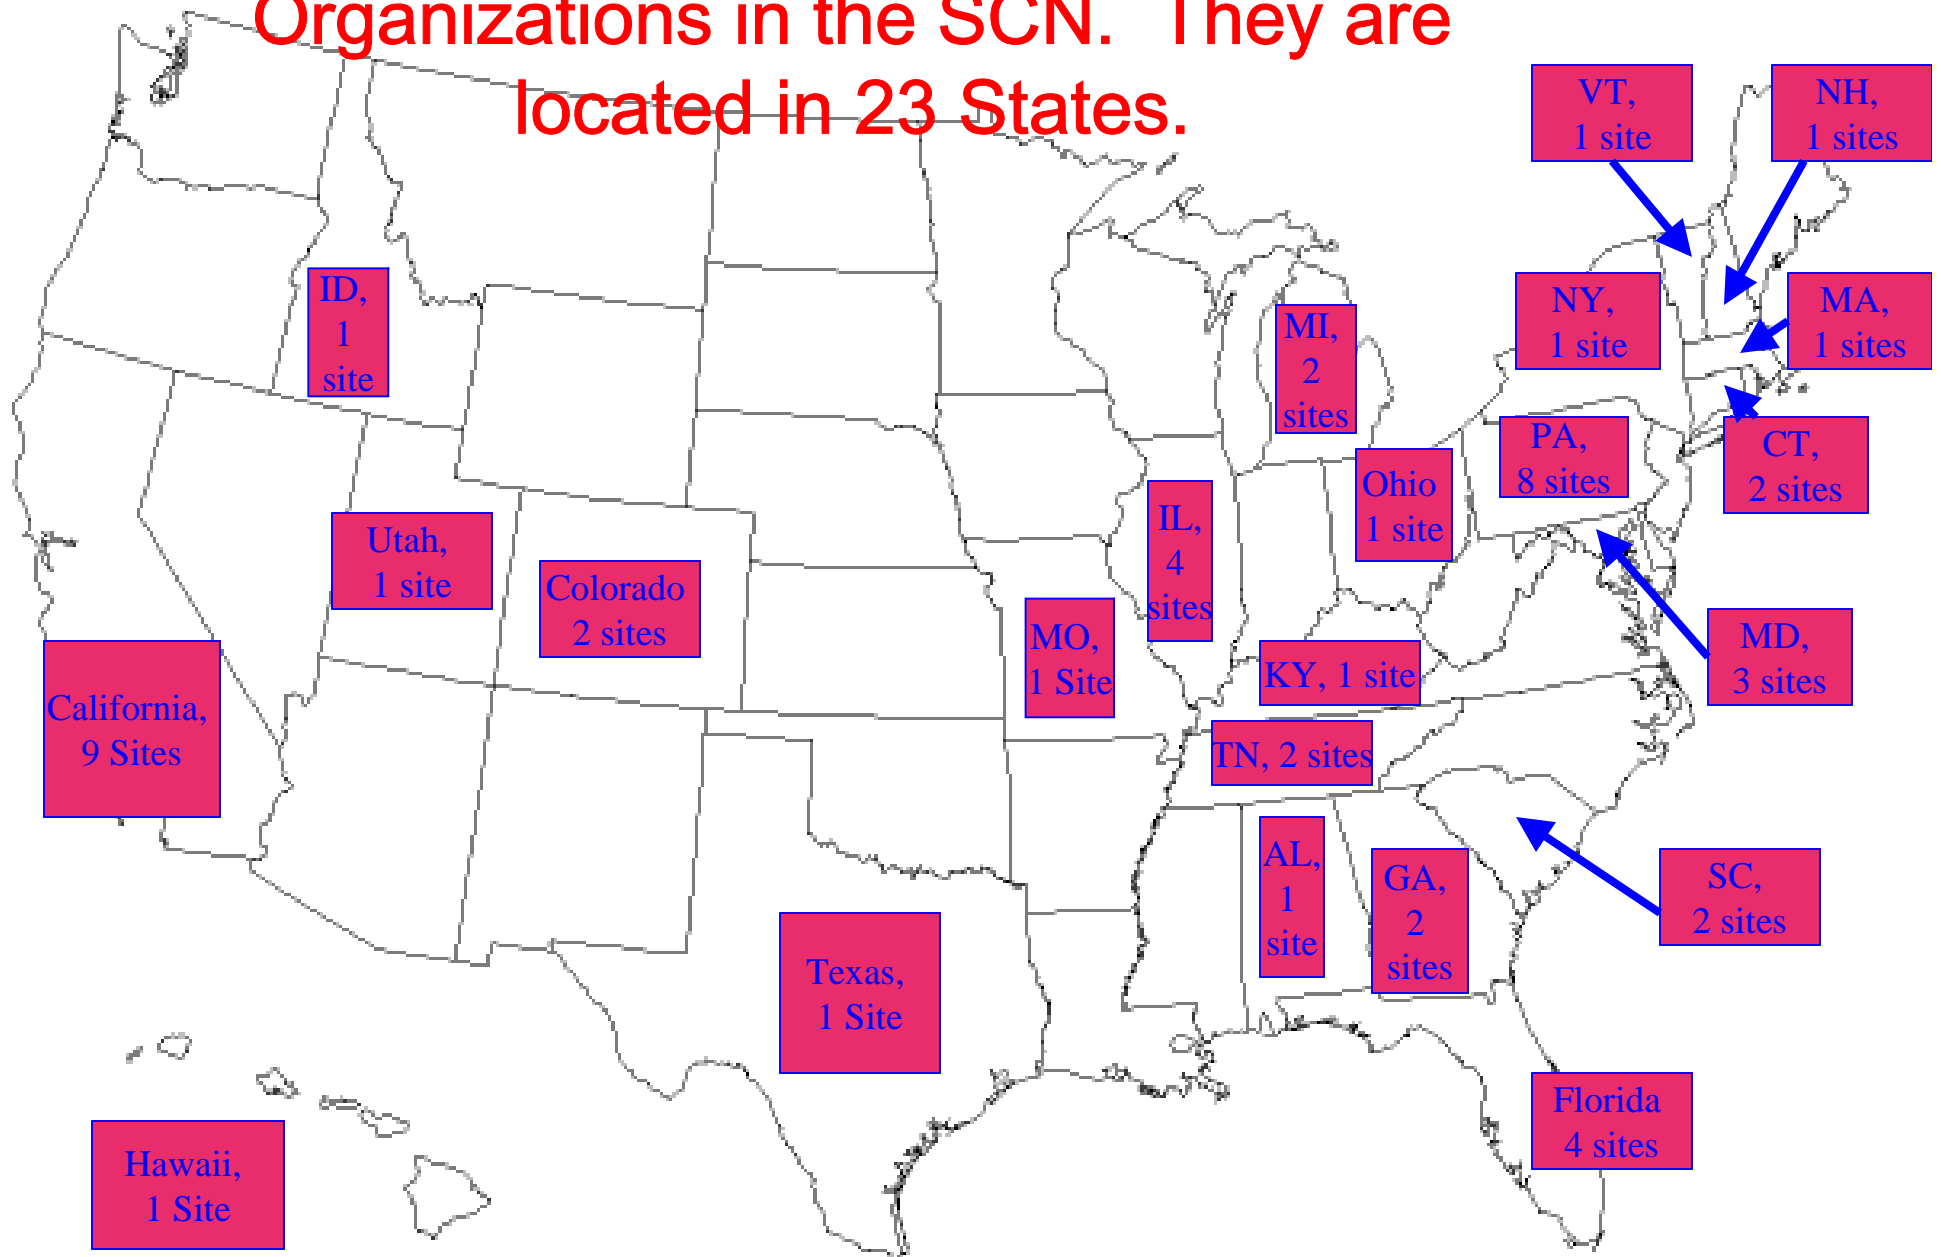 Organizations in the SCN. They are
located in 23 States.
VT,
1 site
NH,
1 sites
ID,
1
site
MI,
2
sites
NY,
1 site
MA,
1 sites
PA,
8 sites
CT,
2 sites
Ohio
1 site
IL,
4
sites
Utah,
1 site
Colorado
2 sites
MO,
1 Site
KY, 1 site
MD,
3 sites
California,
9 Sites
TN, 2 sites
AL,
1
site
GA,
2
sites
SC,
2 sites
Texas,
1 Site
Florida
4 sites
Hawaii,
1 Site